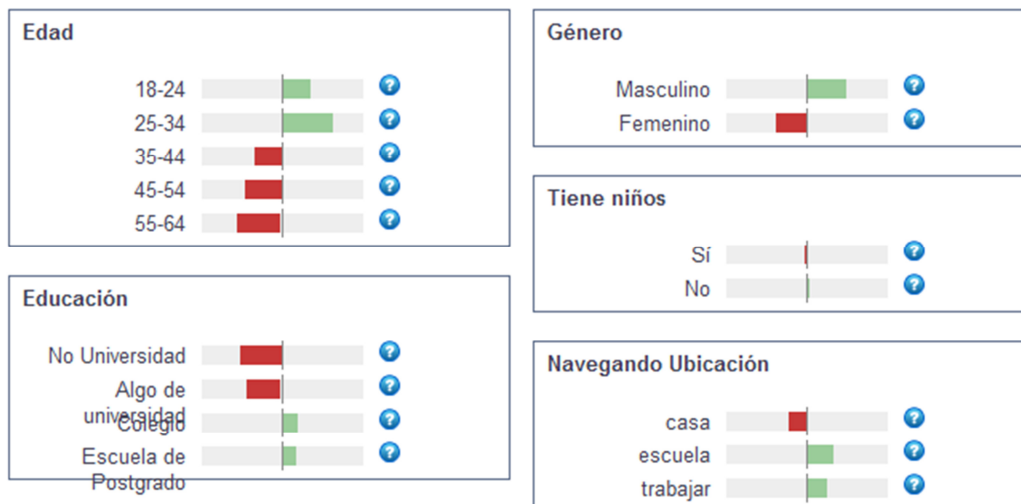 Edad
18-24
25-34
35-44
45-54
55-64
Educación
No Universidad
Algo de
universidad
Colegio
Escuela de
Postgrado
Género
Masculino
Femenino
Tiene niños
Sí
No
Navegando Ubicación
casa
escuela
trabajar